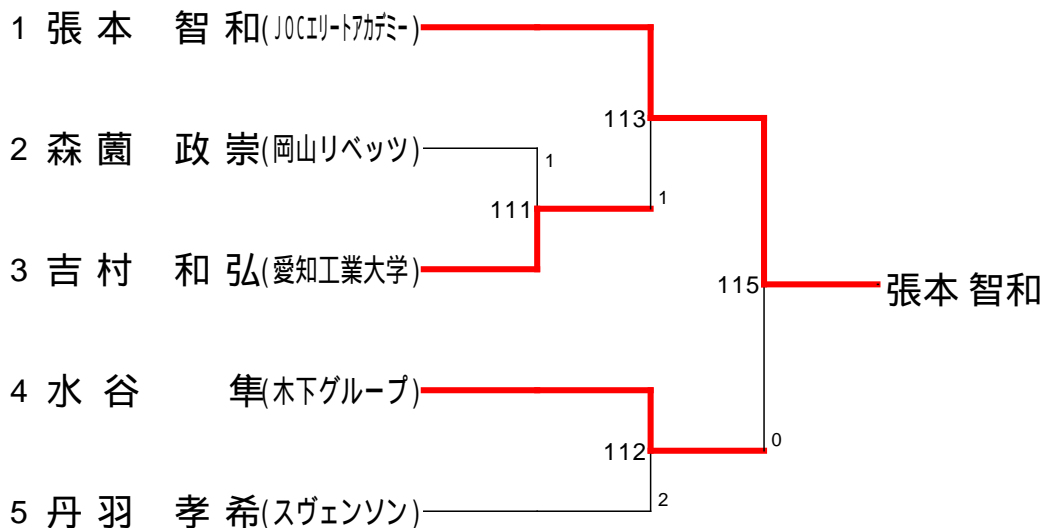 1 張本 智和(JOCエリートアカデミー)
113
2 森薗 政崇(岡山リベッツ)
1
111
1
3 吉村 和弘(愛知工業大学)
115
張本 智和
4 水谷 隼(木下グループ)
112
0
2
5 丹羽 孝希(スヴェンソン)